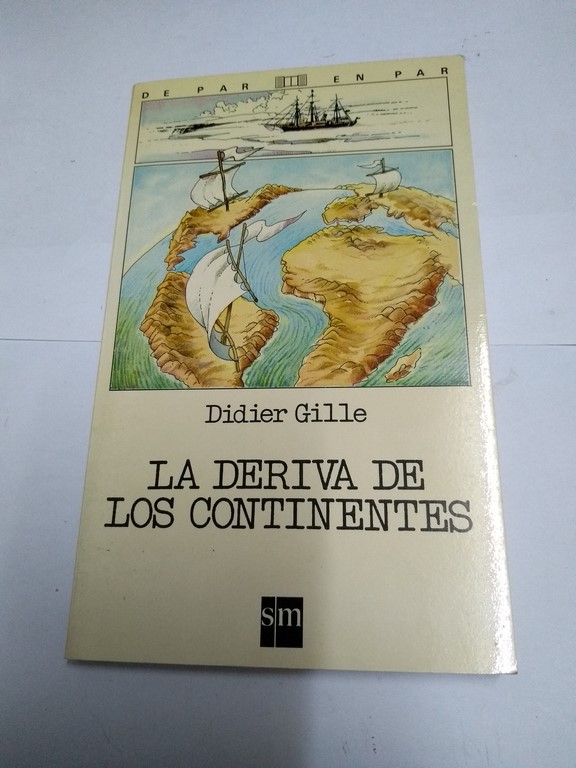 DE PAR EN PAR
Didier Gille
LA DERIVA DE
LOS CONTINENTES
sm